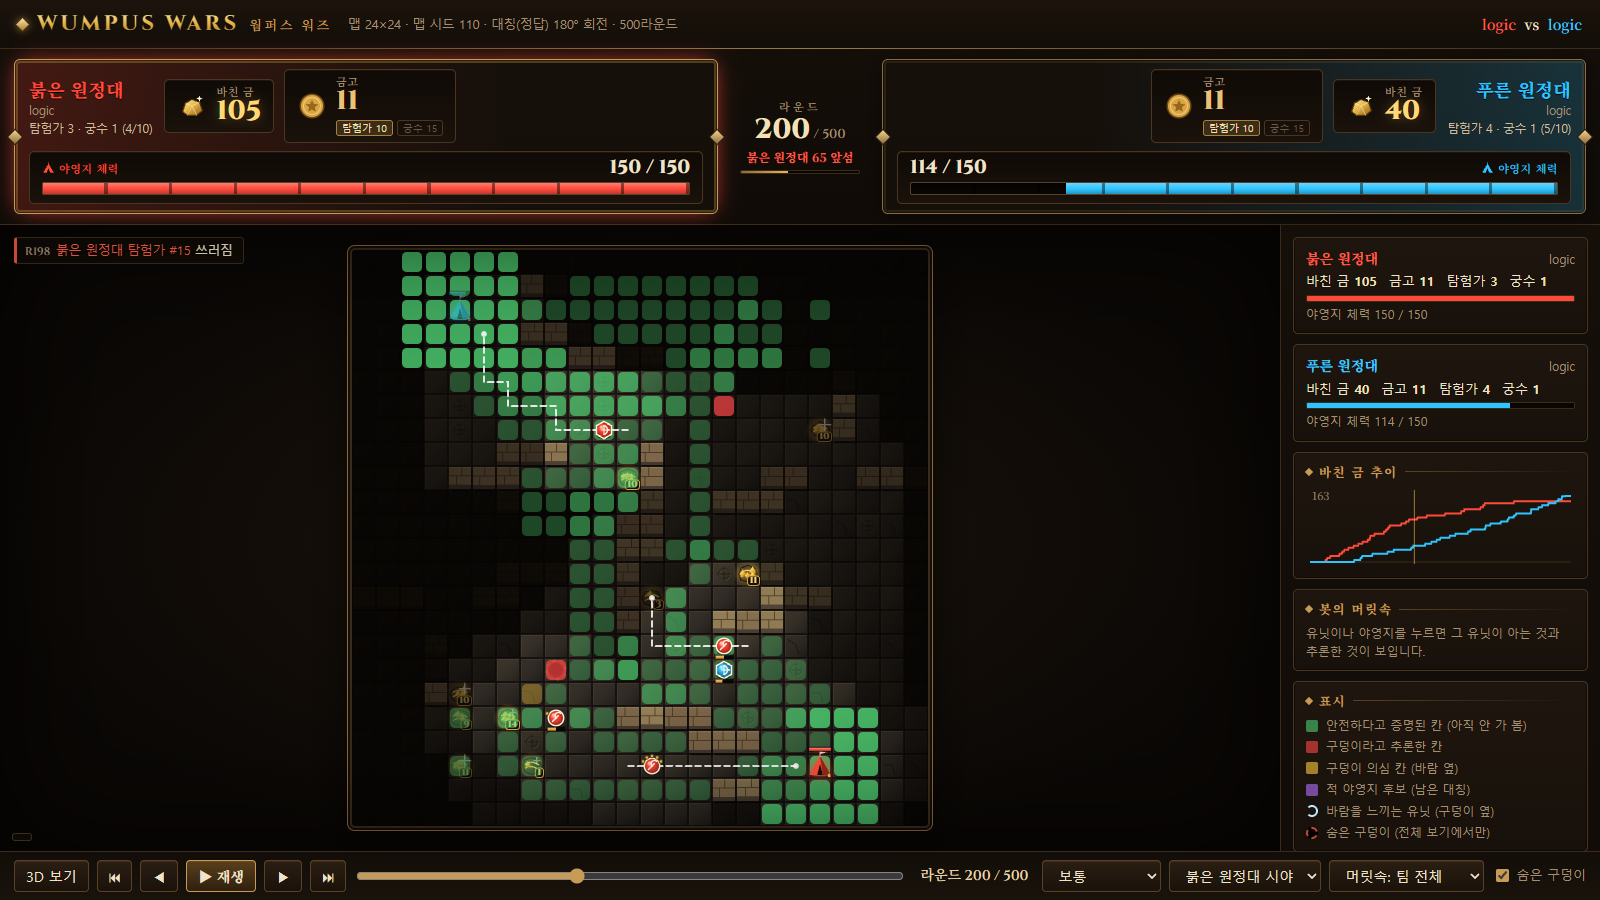 WUMPUS WARS 웜퍼스 워즈 맵 24×24 · 맵 시드 110 · 대칭(정답) 180° 회전 · 500라운드
logic vs logic
붉은 원정대
logic
탐험가 3 · 궁수 1 (4/10)
바친 금
105
금고
11
탐험가 10 궁수 15
야영지 체력 150 / 150
라운드
200 / 500
붉은 원정대 65 앞섬
금고
11
탐험가 10 궁수 15
바친 금
40
푸른 원정대
logic
탐험가 4 · 궁수 1 (5/10)
114 / 150 야영지 체력
R198 붉은 원정대 탐험가 #15 쓰러짐
10
10
11
10
9
14
붉은 원정대 logic
바친 금 105 금고 11 탐험가 3 궁수 1
야영지 체력 150 / 150
푸른 원정대 logic
바친 금 40 금고 11 탐험가 4 궁수 1
야영지 체력 114 / 150
바친 금 추이
163
봇의 머릿속
유닛이나 야영지를 누르면 그 유닛이 아는 것과
추론한 것이 보입니다.
표시
안전하다고 증명된 칸 (아직 안 가 봄)
구덩이라고 추론한 칸
구덩이 의심 칸 (바람 옆)
적 야영지 후보 (남은 대칭)
바람을 느끼는 유닛 (구덩이 옆)
숨은 구덩이 (전체 보기에서만)
3D 보기 ⏮ ◀ ▶ 재생 ▶ ⏭ 라운드 200 / 500 보통 붉은 원정대 시야 머릿속: 팀 전체 숨은 구덩이